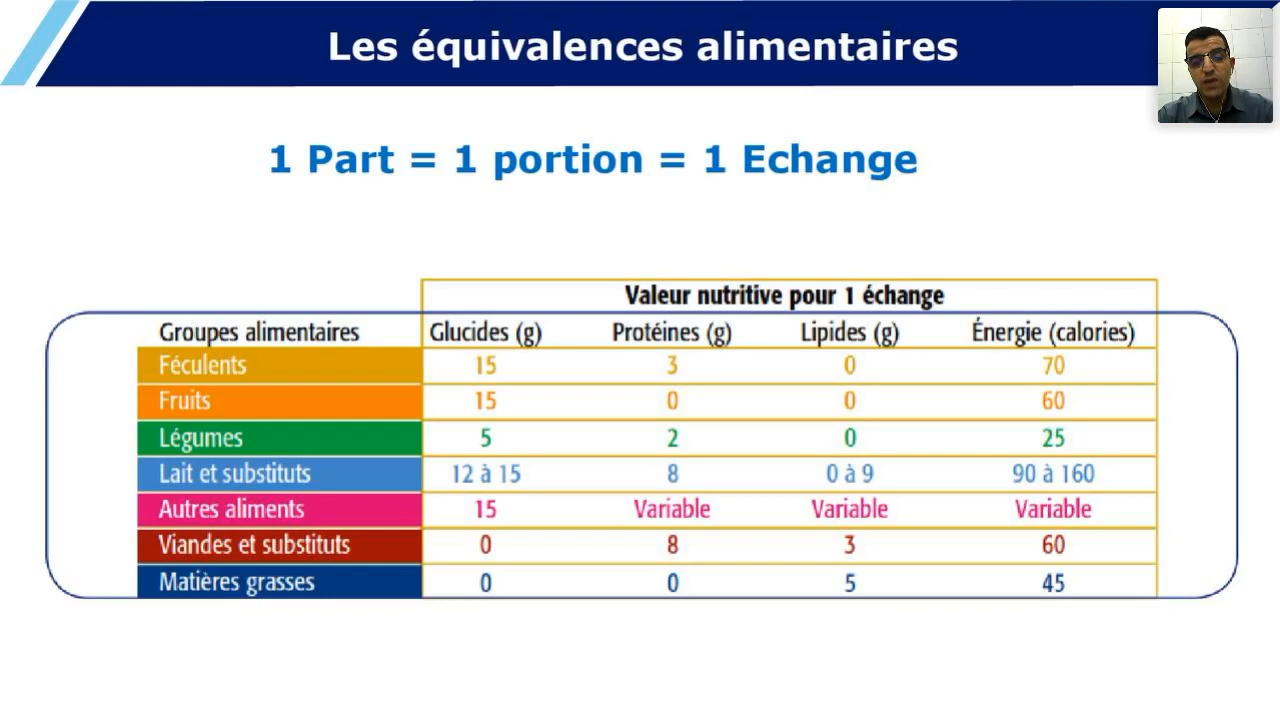 Les équivalences alimentaires
1 Part = 1 portion = 1 Echange
Valeur nutritive pour 1 échange
Groupes alimentaires Glucides (g) Protéines (g) Lipides (g) Énergie (calories)
Féculents 15 3 0 70
Fruits 15 0 0 60
Légumes 5 2 0 25
Lait et substituts 12 à 15 8 0 à 9 90 à 160
Autres aliments 15 Variable Variable Variable
Viandes et substituts 0 8 3 60
Matières grasses 0 0 5 45